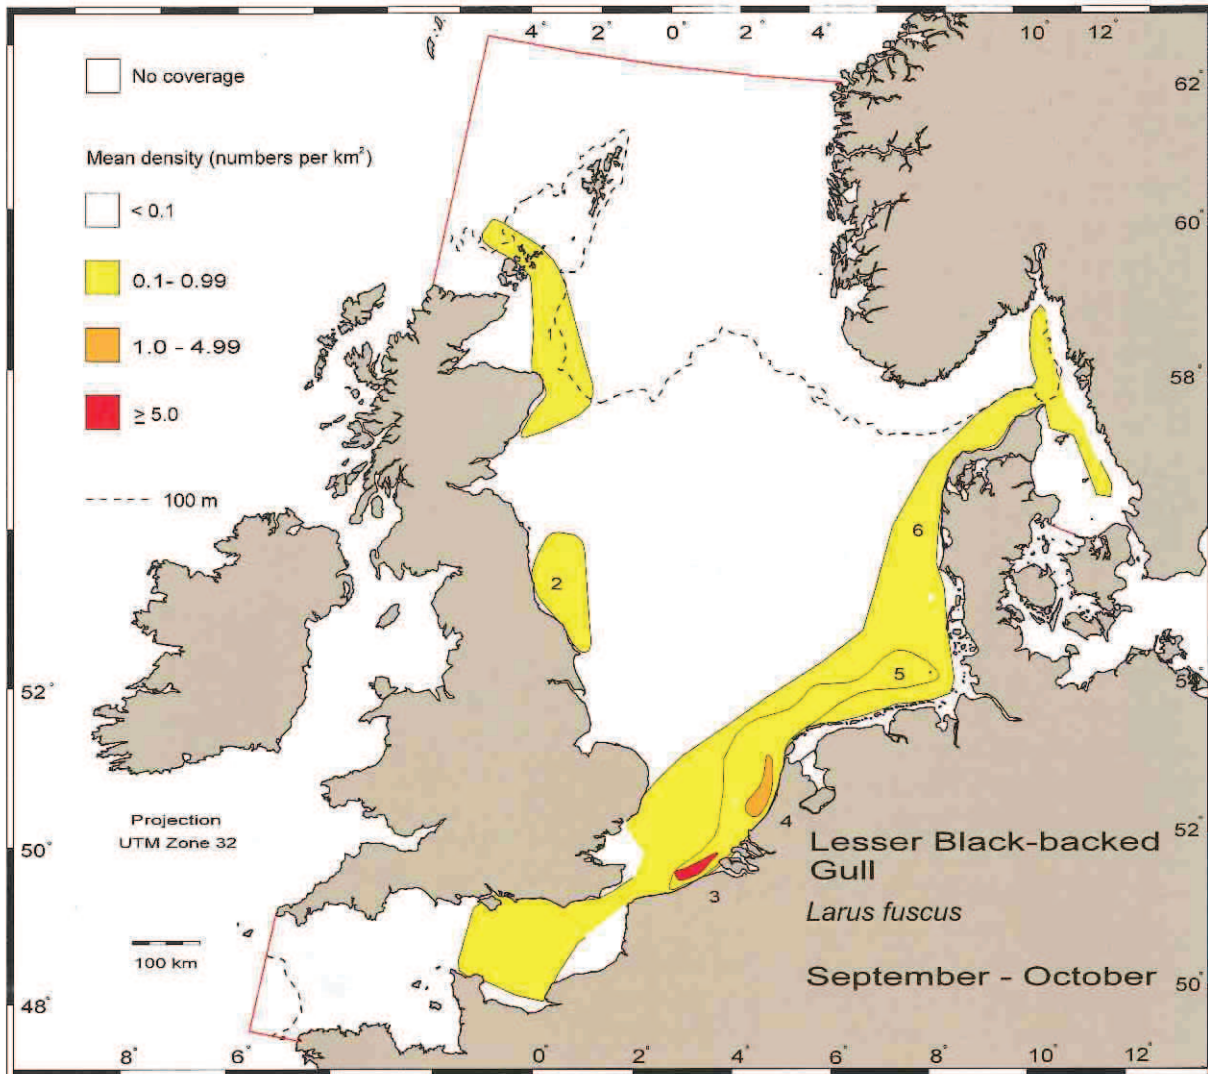 4° 2° 0° 2° 4° 10° 12°
No coverage
62°
Mean density (numbers per km²)
< 0.1
60°
0.1- 0.99
1.0 - 4.99
1
58°
≥ 5.0
100 m
6
2
5
52°
Projection
UTM Zone 32
4
52°
Lesser Black-backed
Gull
50°
3
Larus fuscus
100 km
September - October
50°
48°
8° 6° 0° 2° 4° 6° 8° 10° 12°